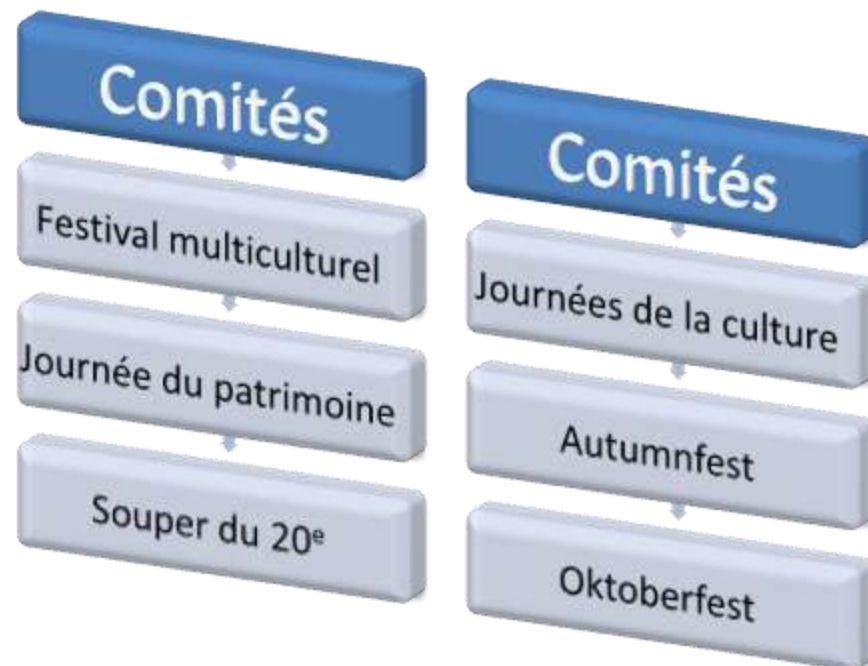 Comités
Festival multiculturel
Journée du patrimoine
Souper du 20ᵉ
Comités
Journées de la culture
Autumnfest
Oktoberfest